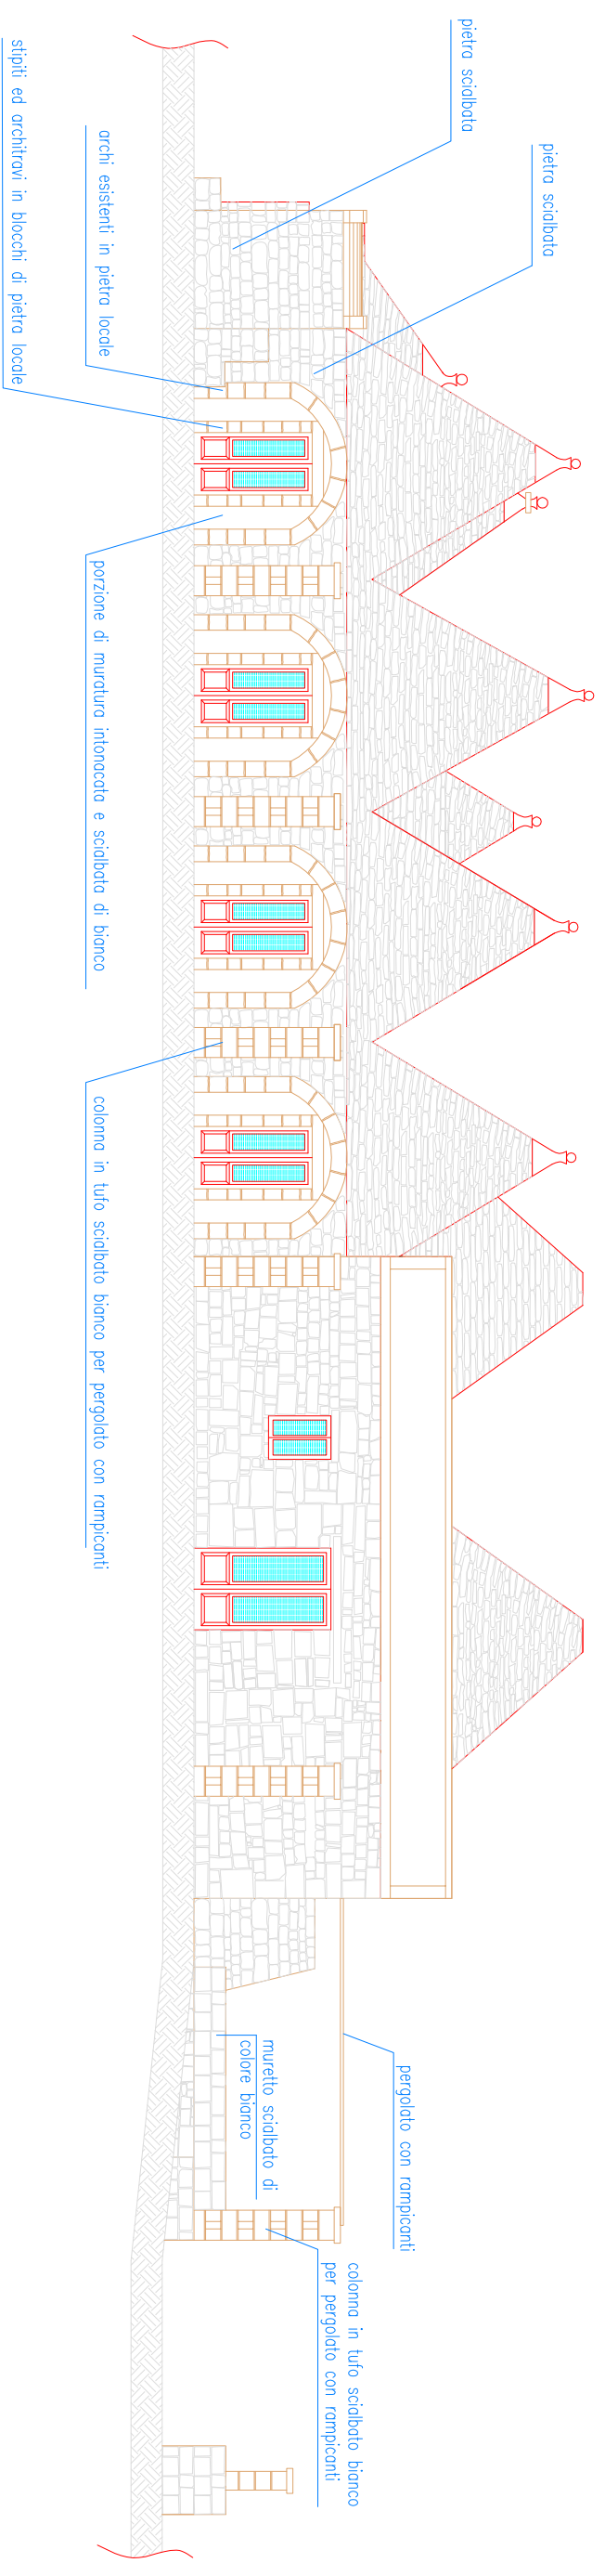 pietra scialbata
pietra scialbata
archi esistenti in pietra locale
stipiti ed architravi in blocchi di pietra locale
porzione di muratura intonacata e scialbata di bianco
colonna in tufo scialbato bianco per pergolato con rampicanti
muretto scialbato di
colore bianco
pergolato con rampicanti
colonna in tufo scialbato bianco
per pergolato con rampicanti